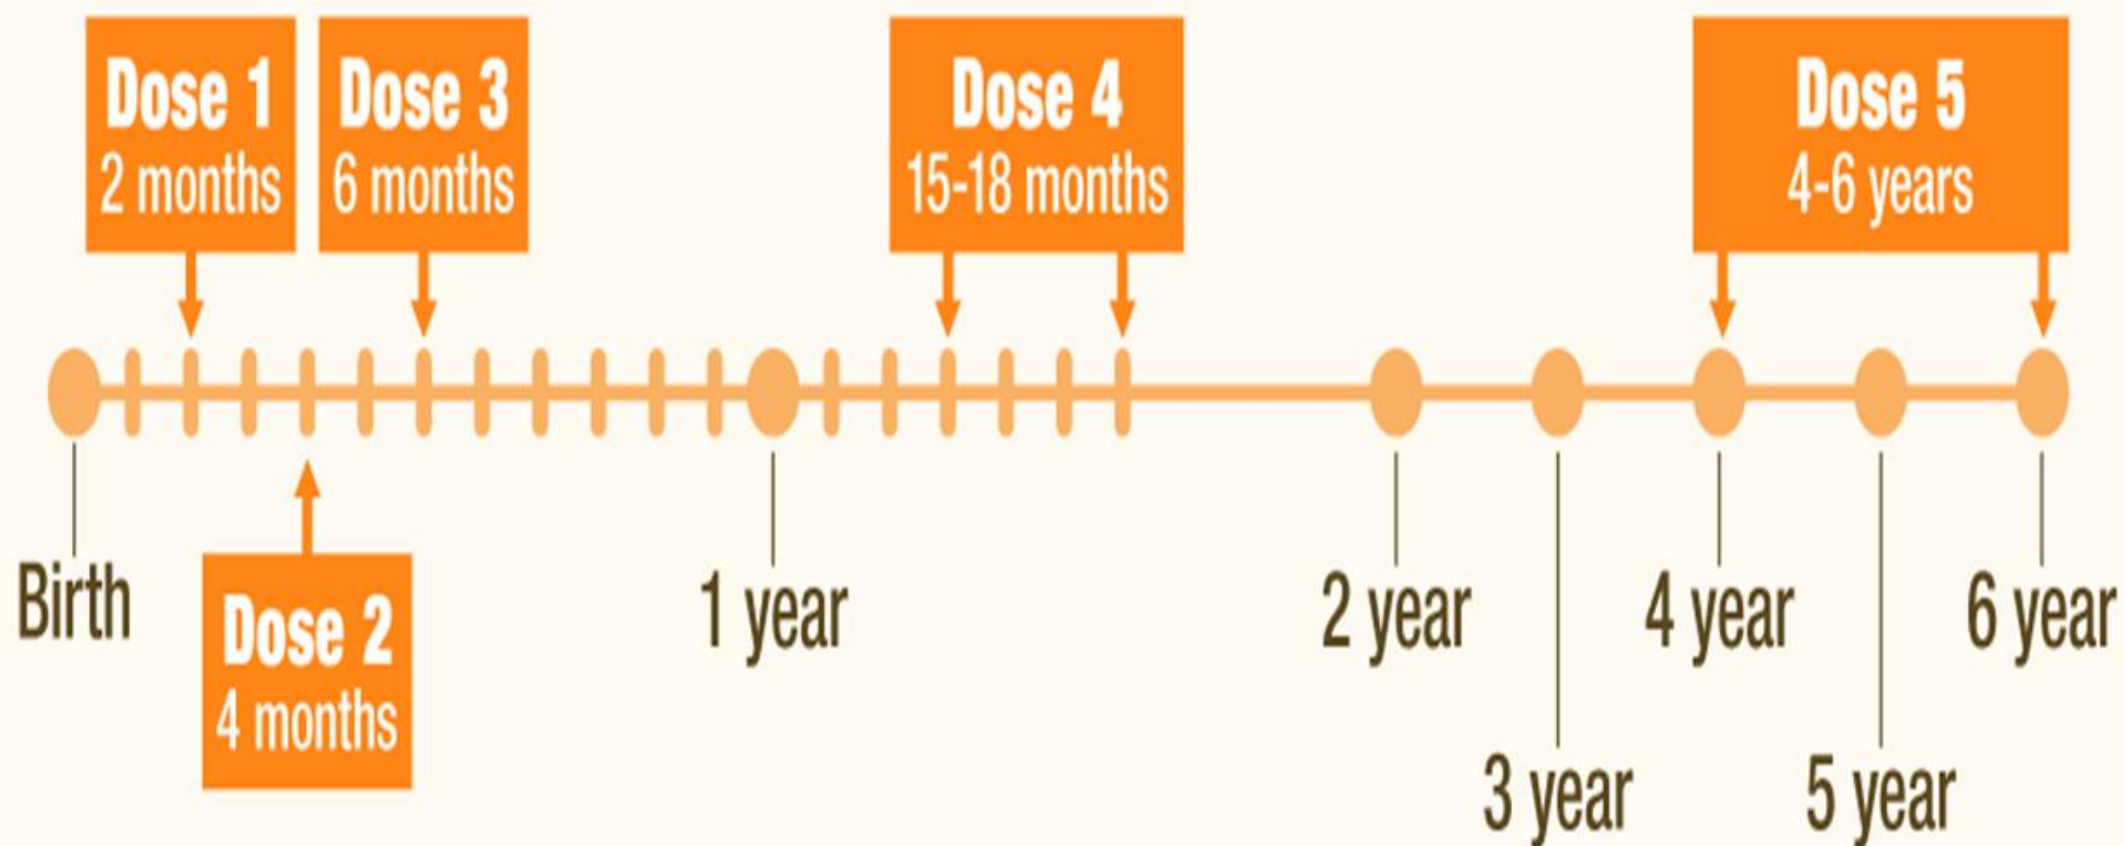 Dose 1
2 months
Dose 3
6 months
Dose 4
15-18 months
Dose 5
4-6 years
Birth
Dose 2
4 months
1 year
2 year
3 year
4 year
5 year
6 year